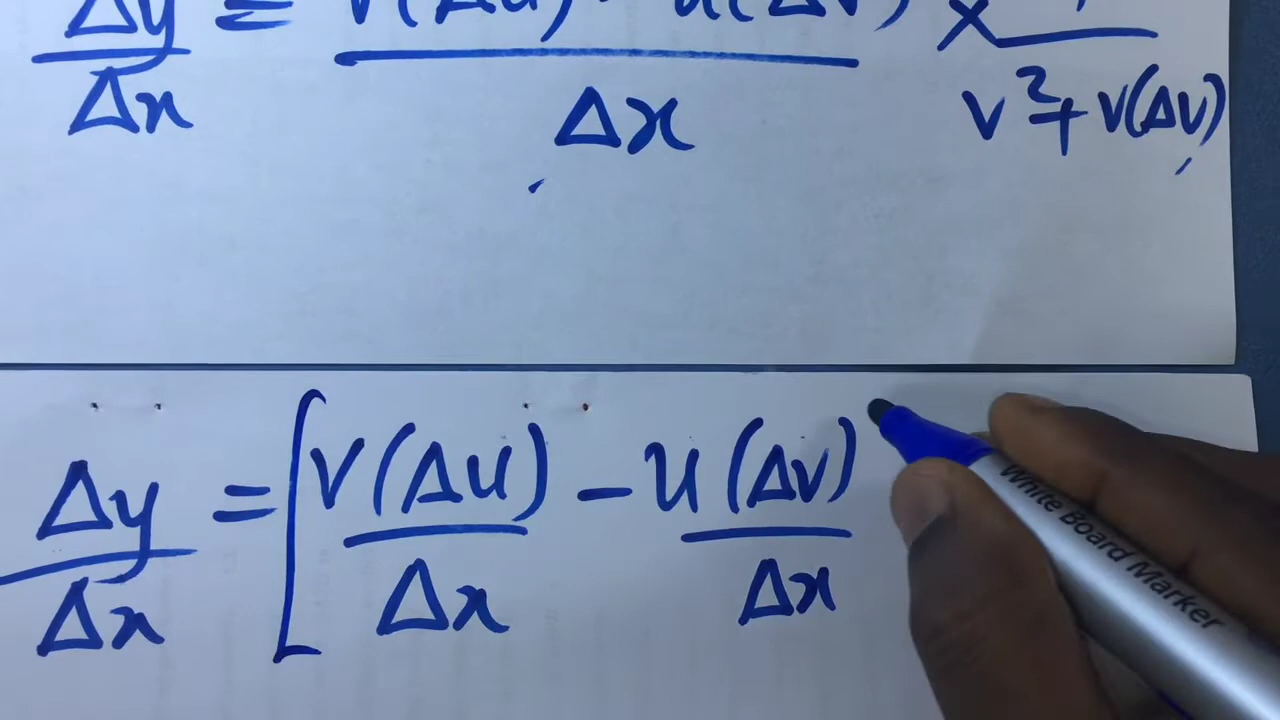 Δy/Δx = v(Δu) - u(Δv)/Δx × 1/v²+v(Δv)
Δy/Δx = [v(Δu)/Δx - u(Δv)/Δx
White Board Marker